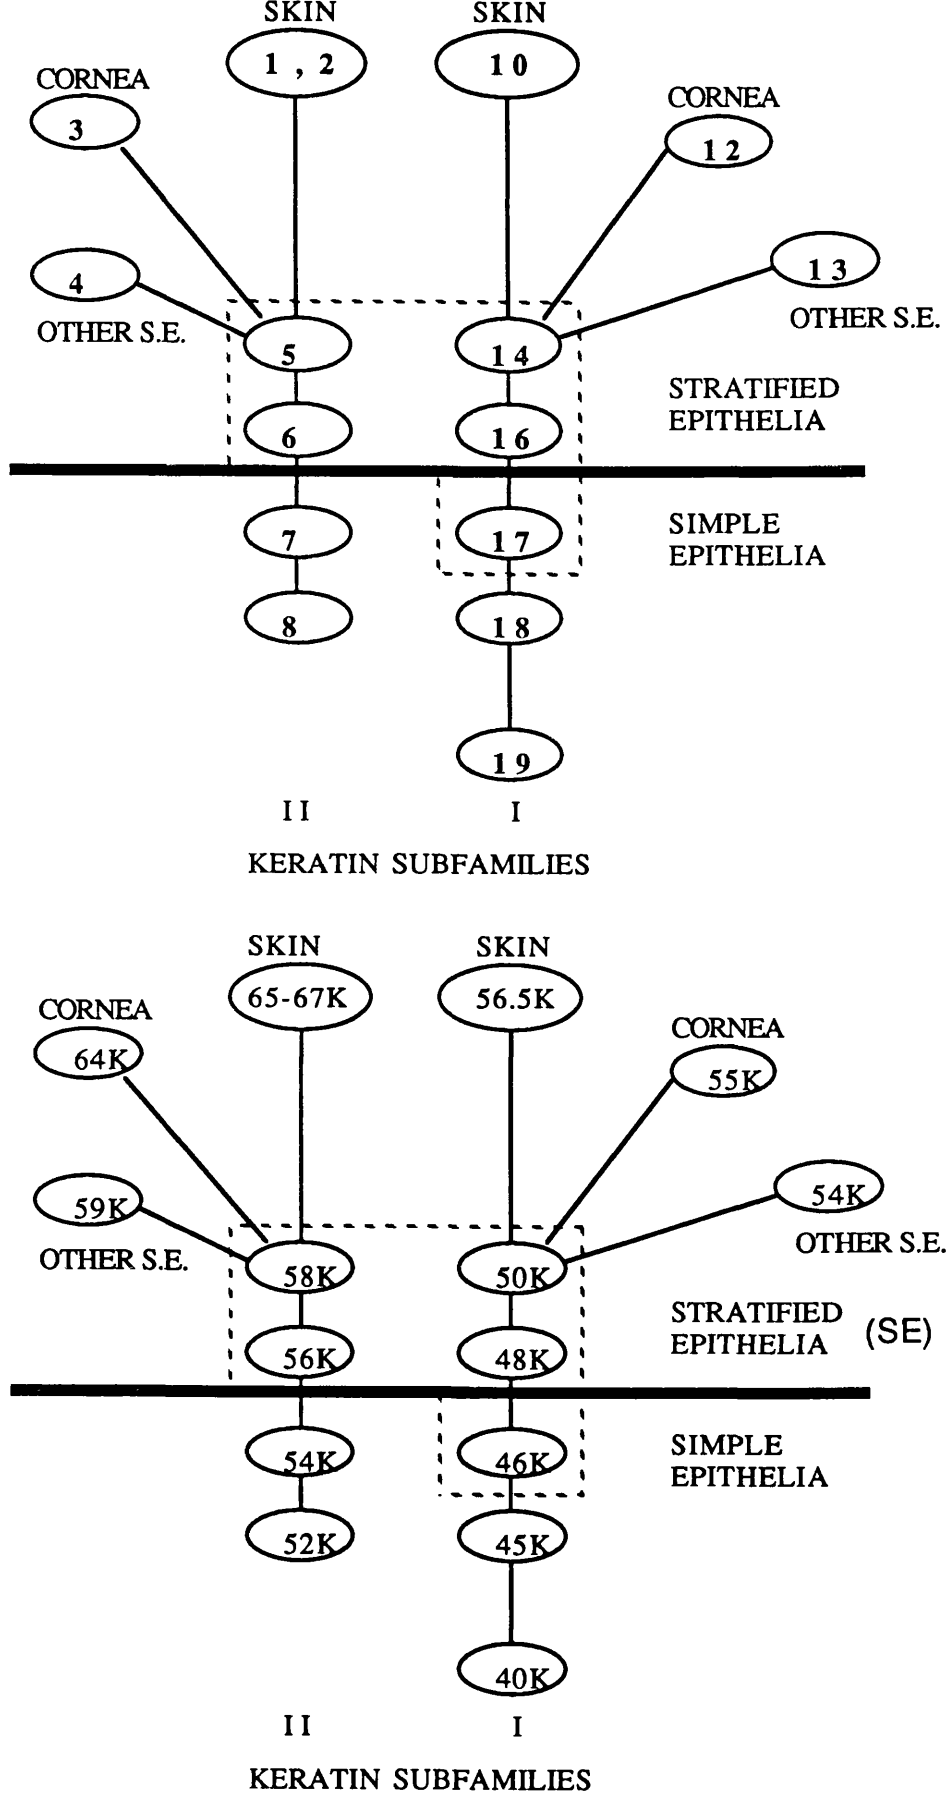 SKIN SKIN
1 , 2 10
CORNEA
3
CORNEA
12
4
13
OTHER S.E.
OTHER S.E.
5 14
STRATIFIED
EPITHELIA
6 16
7 17
SIMPLE
EPITHELIA
8 18
19
II I
KERATIN SUBFAMILIES
SKIN SKIN
65-67K 56.5K
CORNEA
64K
CORNEA
55K
59K
54K
OTHER S.E.
OTHER S.E.
58K 50K
STRATIFIED
EPITHELIA (SE)
56K 48K
54K 46K
SIMPLE
EPITHELIA
52K 45K
40K
II I
KERATIN SUBFAMILIES